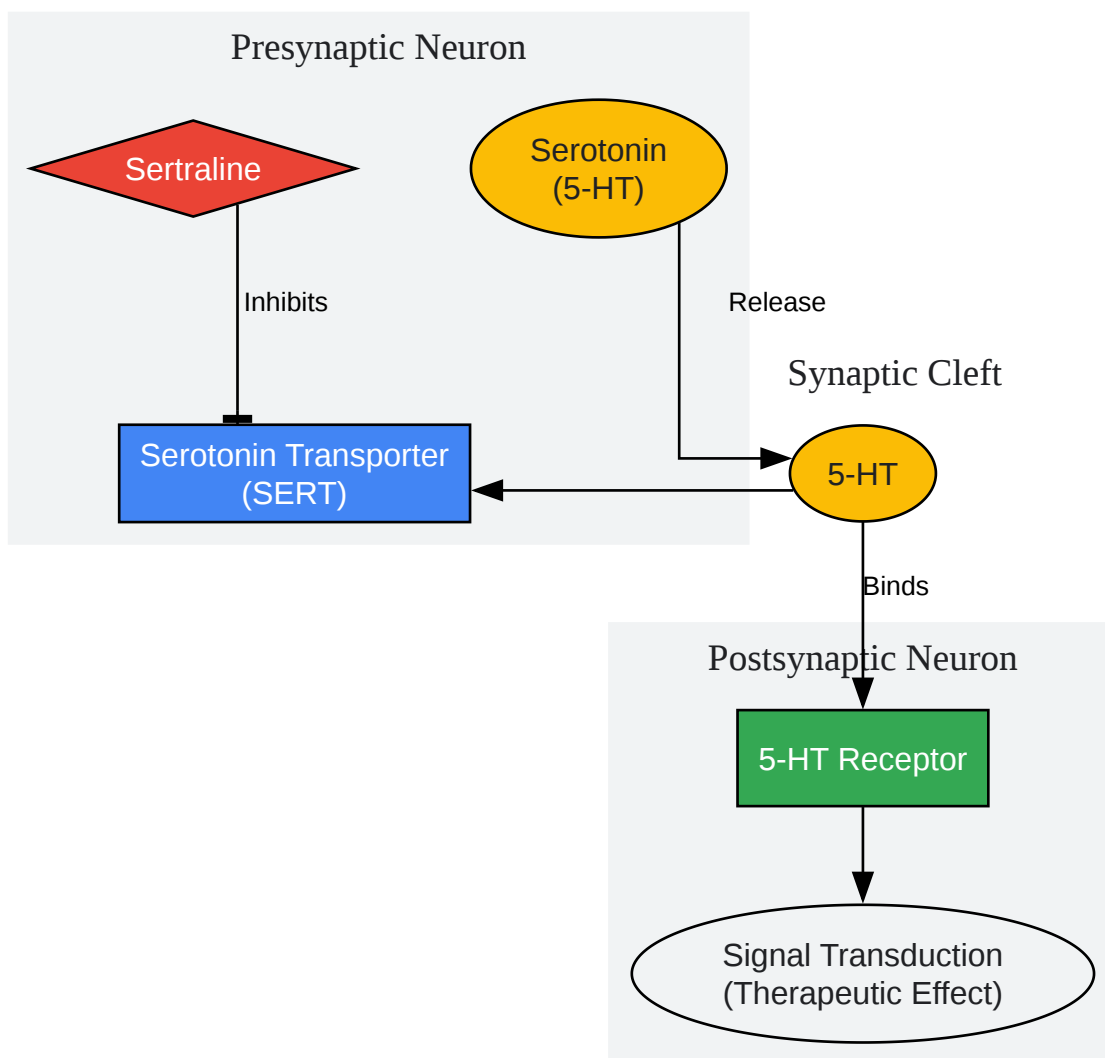 Presynaptic Neuron
Sertraline
Serotonin
(5-HT)
Inhibits
Release
Synaptic Cleft
Serotonin Transporter
(SERT)
5-HT
Binds
Postsynaptic Neuron
5-HT Receptor
Signal Transduction
(Therapeutic Effect)